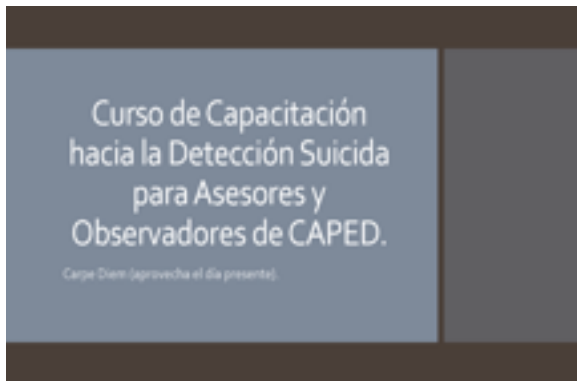 Curso de Capacitación
hacia la Detección Suicida
para Asesores y
Observadores de CAPED.
Carpe Diem (aprovecha el día presente).